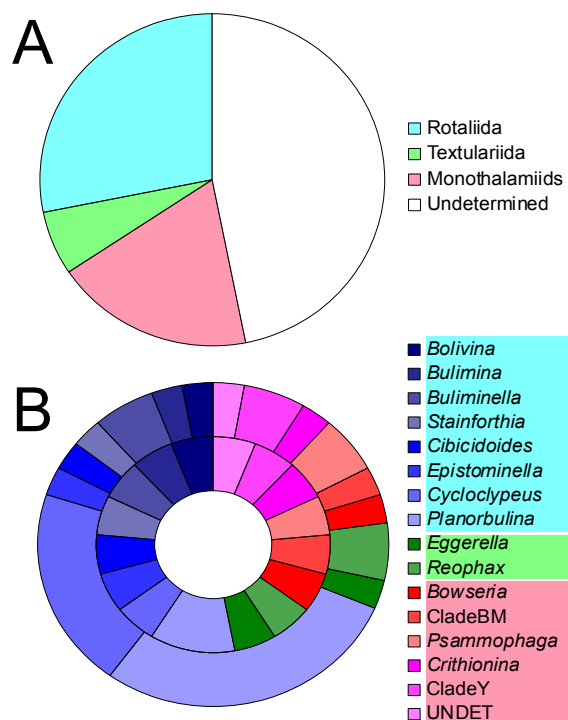 A
Rotaliida
Textulariida
Monothalamiids
Undetermined
B
Bolivina
Bulimina
Buliminella
Stainforthia
Cibicidoides
Epistominella
Cycloclypeus
Planorbulina
Eggerella
Reophax
Bowseria
CladeBM
Psammophaga
Crithionina
CladeY
UNDET